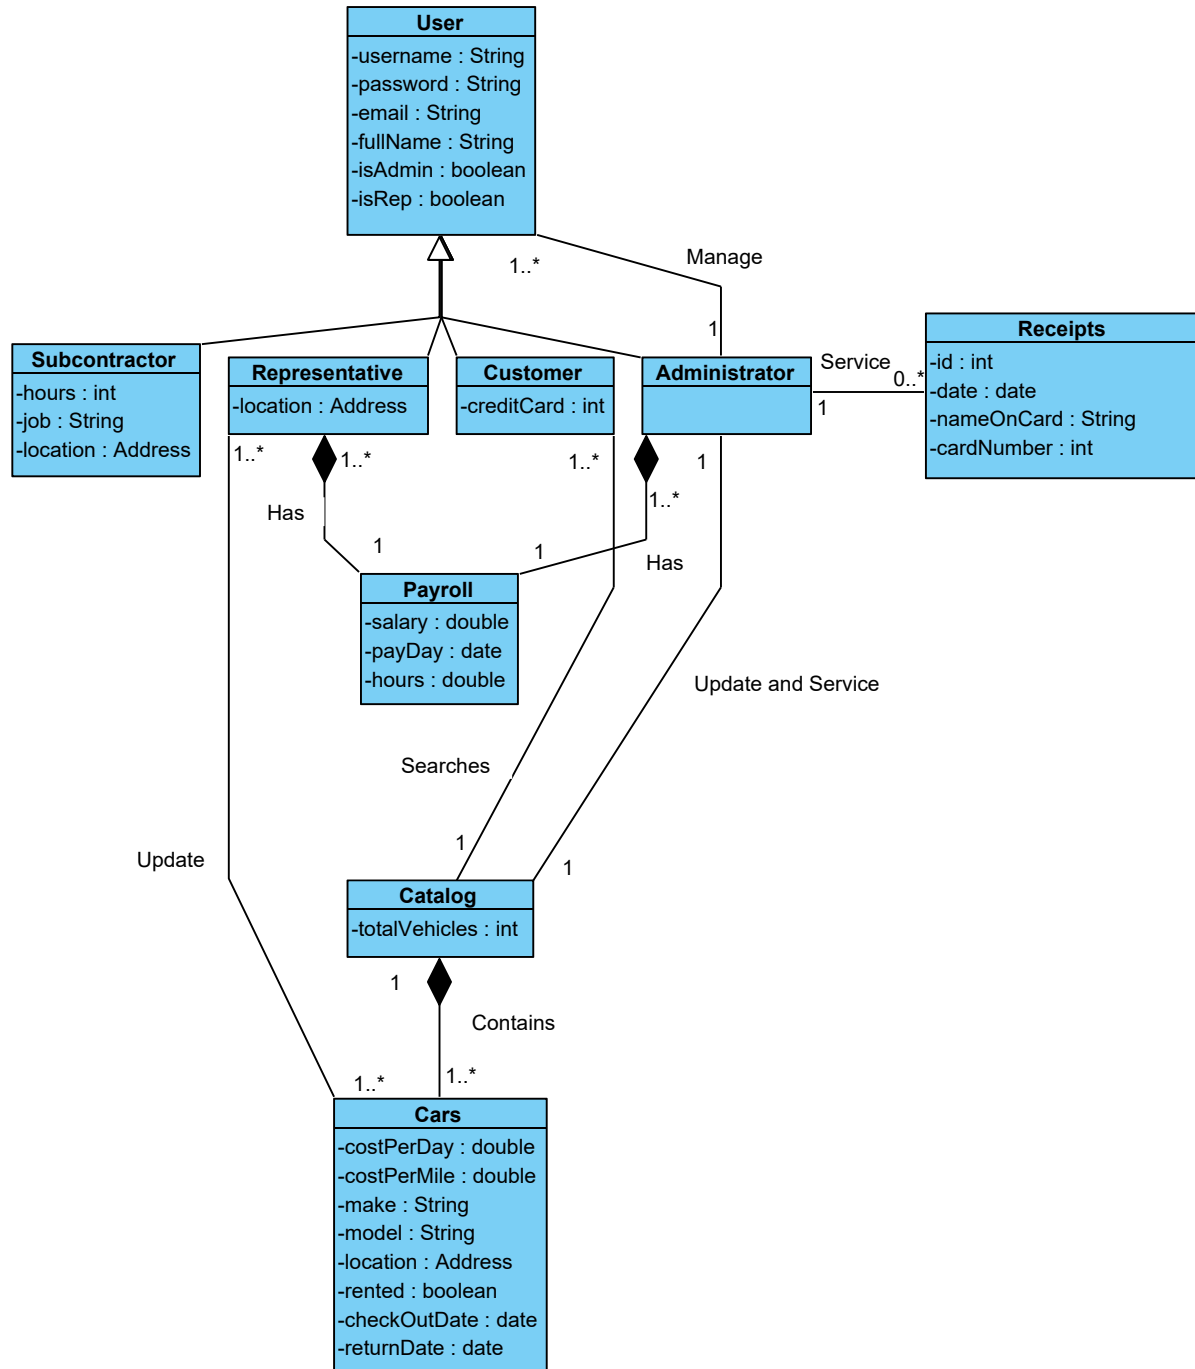 User
-username : String
-password : String
-email : String
-fullName : String
-isAdmin : boolean
-isRep : boolean
1..*
Manage
1
Subcontractor
-hours : int
-job : String
-location : Address
Representative
-location : Address
Customer
-creditCard : int
Administrator
Service
0..*
1
Receipts
-id : int
-date : date
-nameOnCard : String
-cardNumber : int
1..*
1..*
1..*
1
1..*
Has
1
1
Has
Payroll
-salary : double
-payDay : date
-hours : double
Update and Service
Searches
1
1
Update
Catalog
-totalVehicles : int
1
Contains
1..*
1..*
Cars
-costPerDay : double
-costPerMile : double
-make : String
-model : String
-location : Address
-rented : boolean
-checkOutDate : date
-returnDate : date